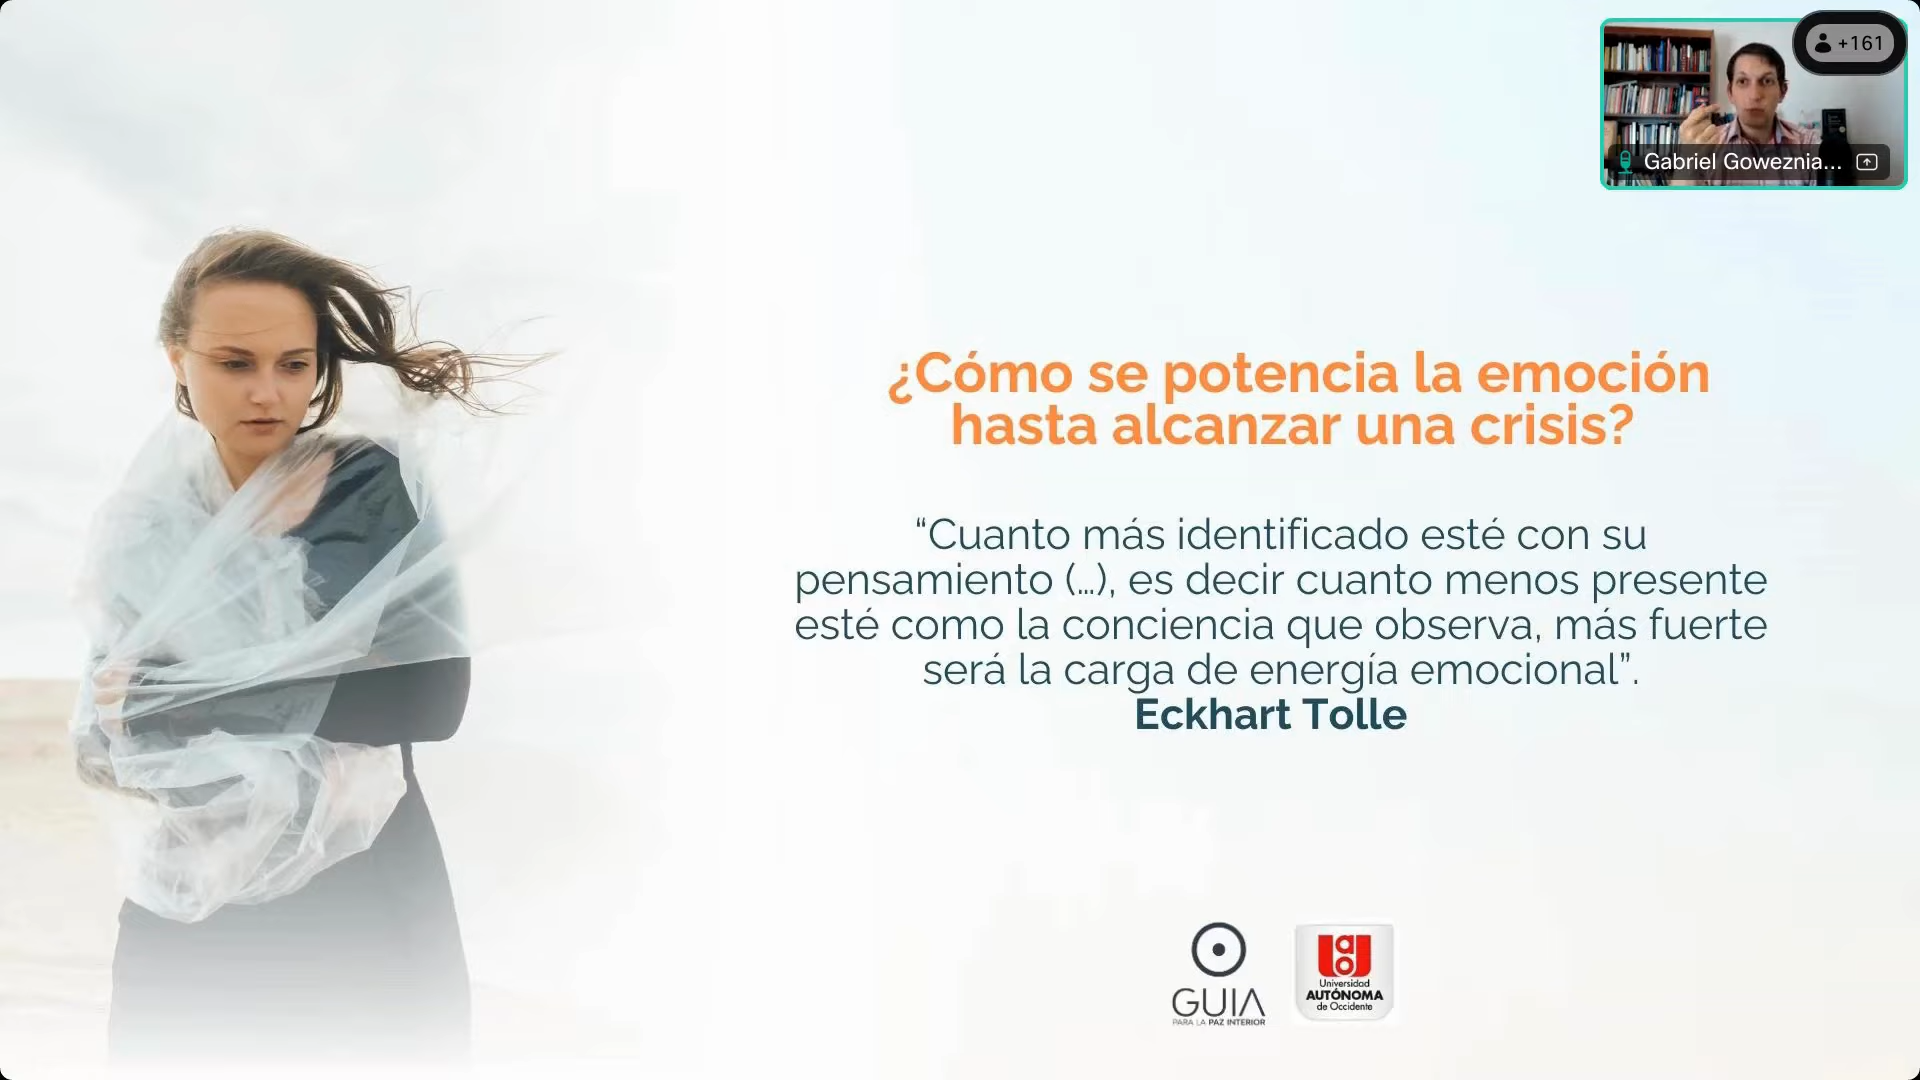 +161
Gabriel Goweznia...
¿Cómo se potencia la emoción
hasta alcanzar una crisis?
“Cuanto más identificado esté con su
pensamiento (...), es decir cuanto menos presente
esté como la conciencia que observa, más fuerte
será la carga de energía emocional”.
Eckhart Tolle
GUIA
PARA LA PAZ INTERIOR
uao
Universidad
AUTÓNOMA
de Occidente